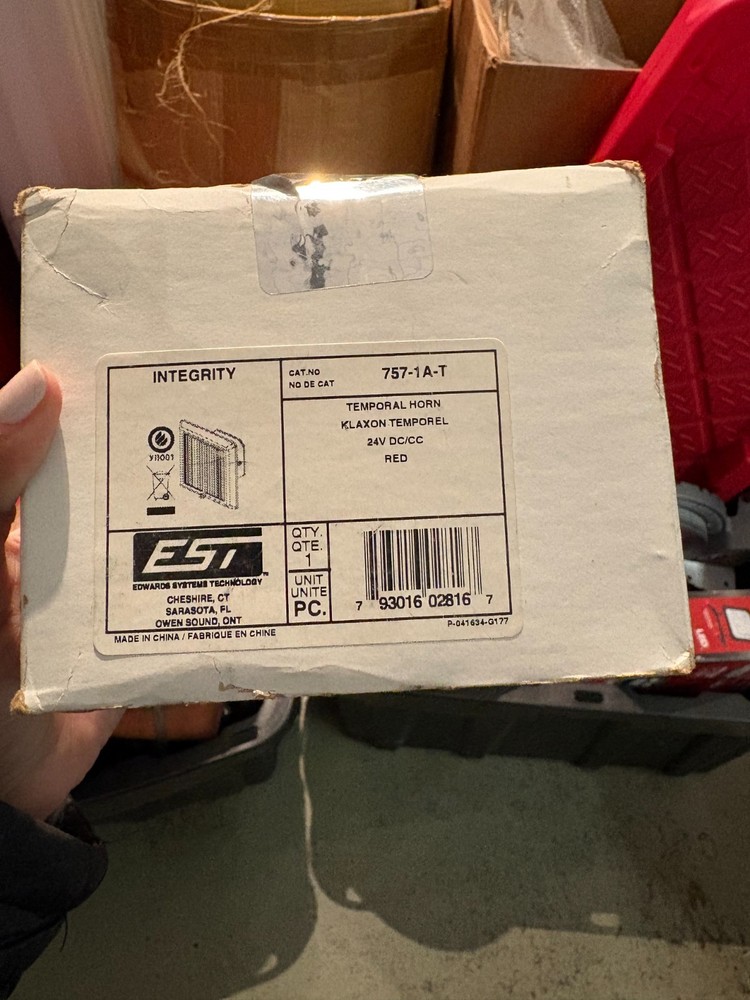 INTEGRITY
CAT.NO
NO DE CAT
757-1A-T
TEMPORAL HORN
KLAXON TEMPOREL
24V DC/CC
RED
EST
EDWARDS SYSTEMS TECHNOLOGY
CHESHIRE, CT
SARASOTA, FL
OWEN SOUND, ONT
QTY.
QTE.
1
UNIT
UNITE
PC.
7 93016 02816 7
P-041634-G177
MADE IN CHINA / FABRIQUE EN CHINE